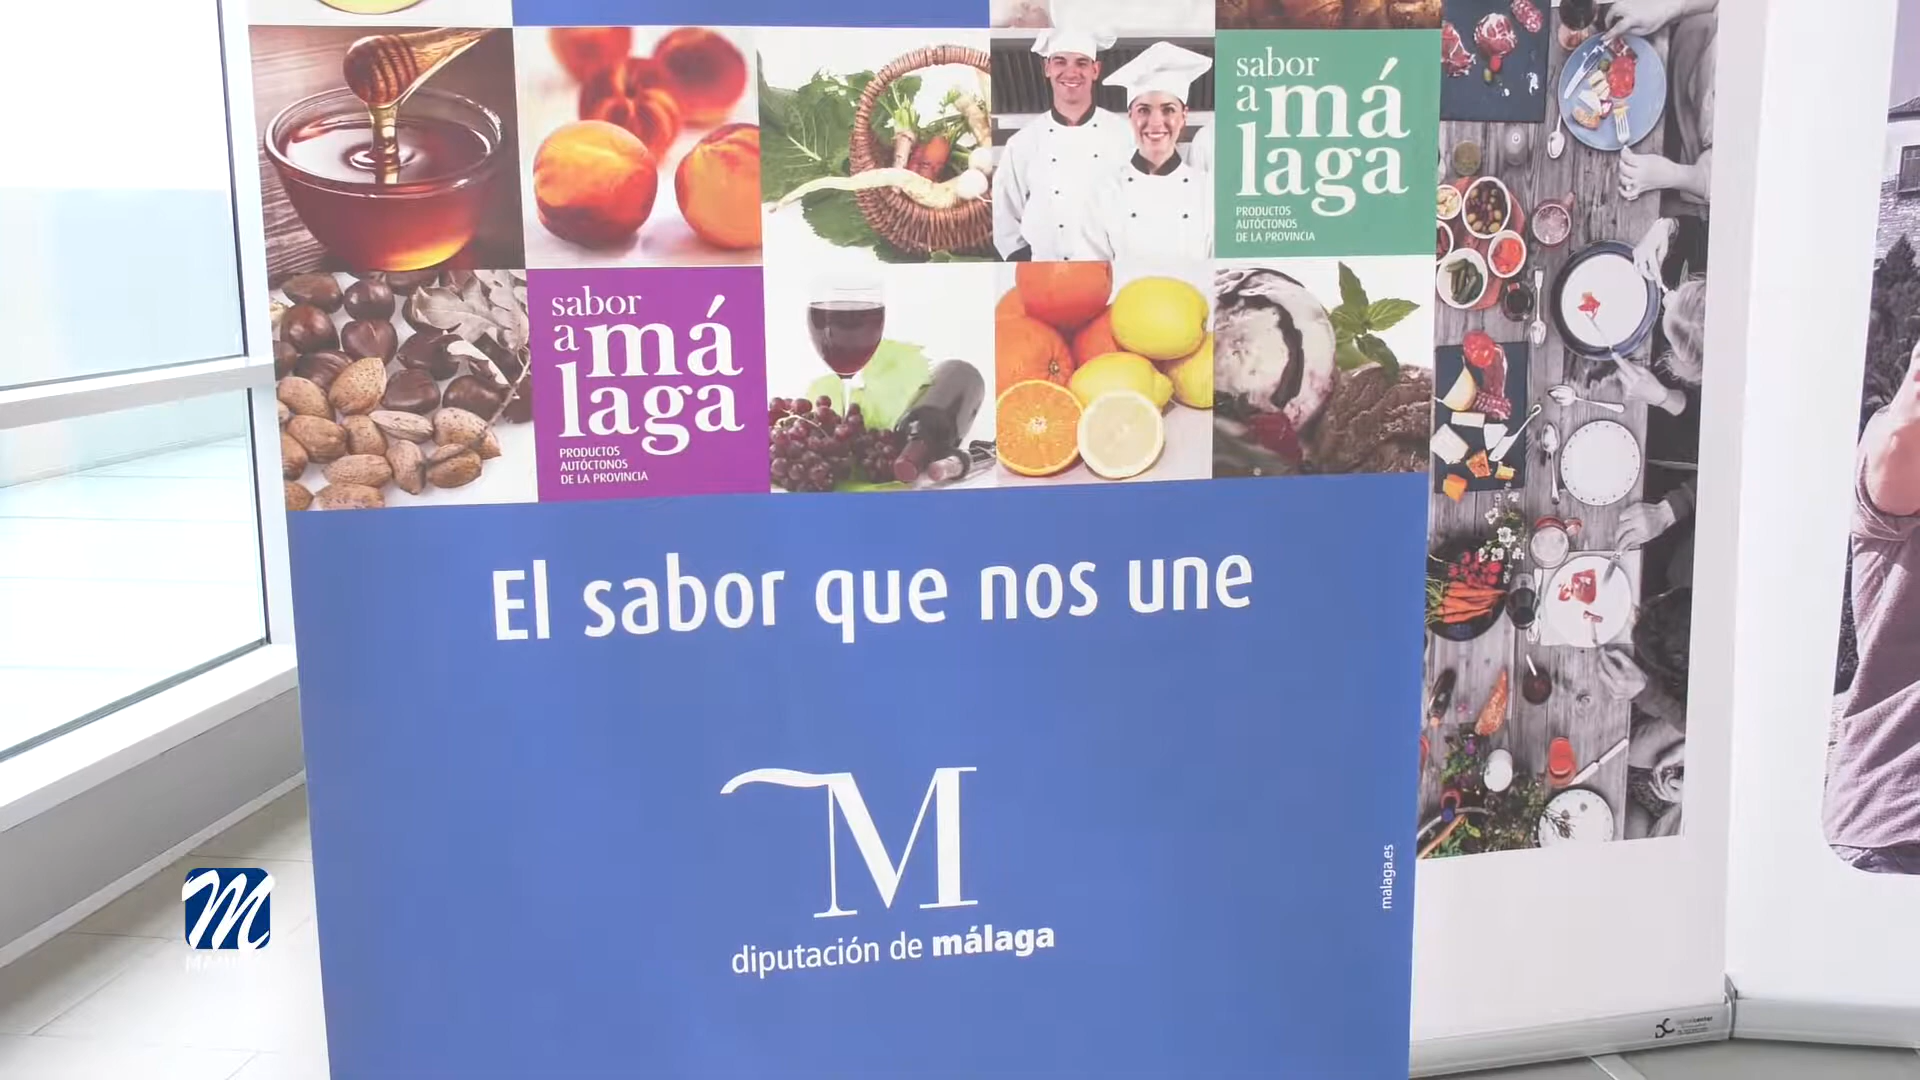 sabor
a má
laga
PRODUCTOS
AUTÓCTONOS
DE LA PROVINCIA
sabor
a má
laga
PRODUCTOS
AUTÓCTONOS
DE LA PROVINCIA
El sabor que nos une
M
diputación de málaga
malaga.es
M